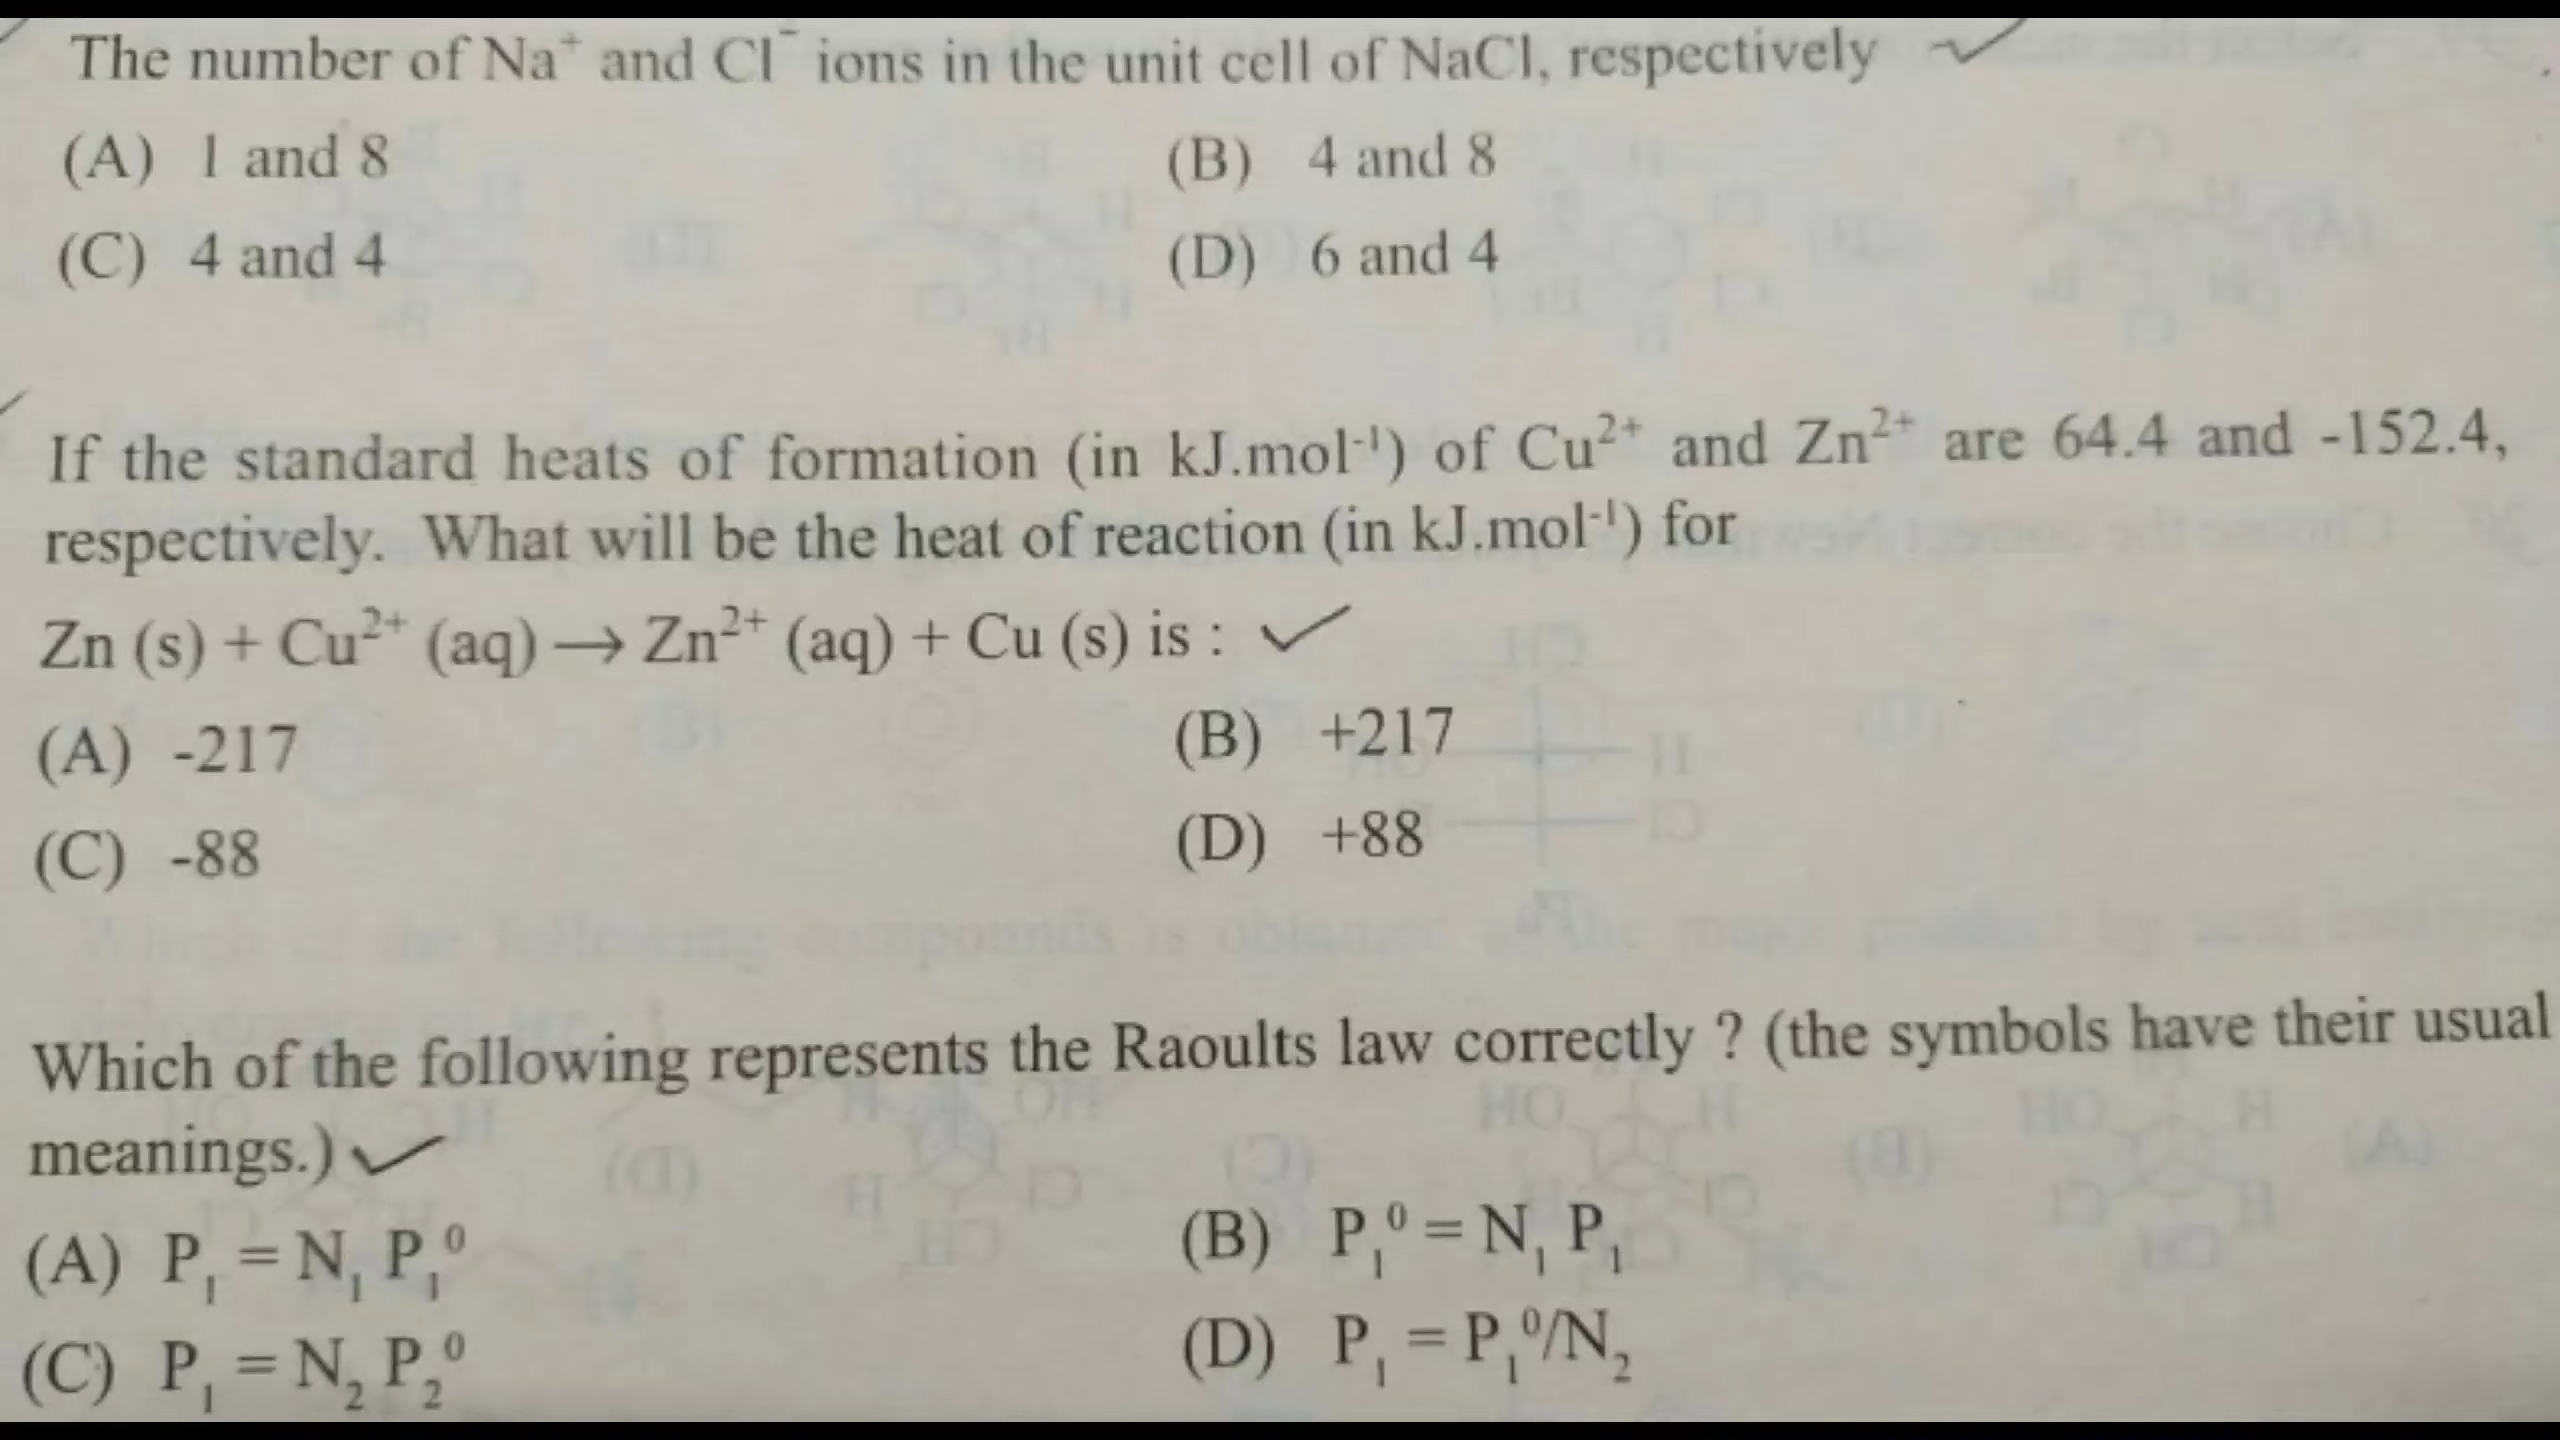 The number of Na⁺ and Cl⁻ ions in the unit cell of NaCl, respectively
(A) 1 and 8 (B) 4 and 8
(C) 4 and 4 (D) 6 and 4
If the standard heats of formation (in kJ.mol⁻¹) of Cu²⁺ and Zn²⁺ are 64.4 and -152.4,
respectively. What will be the heat of reaction (in kJ.mol⁻¹) for
Zn (s) + Cu²⁺ (aq) → Zn²⁺ (aq) + Cu (s) is :
(A) -217 (B) +217
(C) -88 (D) +88
Which of the following represents the Raoults law correctly ? (the symbols have their usual
meanings.)
(A) P₁ = N₁ P₁⁰ (B) P₁⁰ = N₁ P₁
(C) P₁ = N₂ P₂⁰ (D) P₁ = P₁⁰/N₂